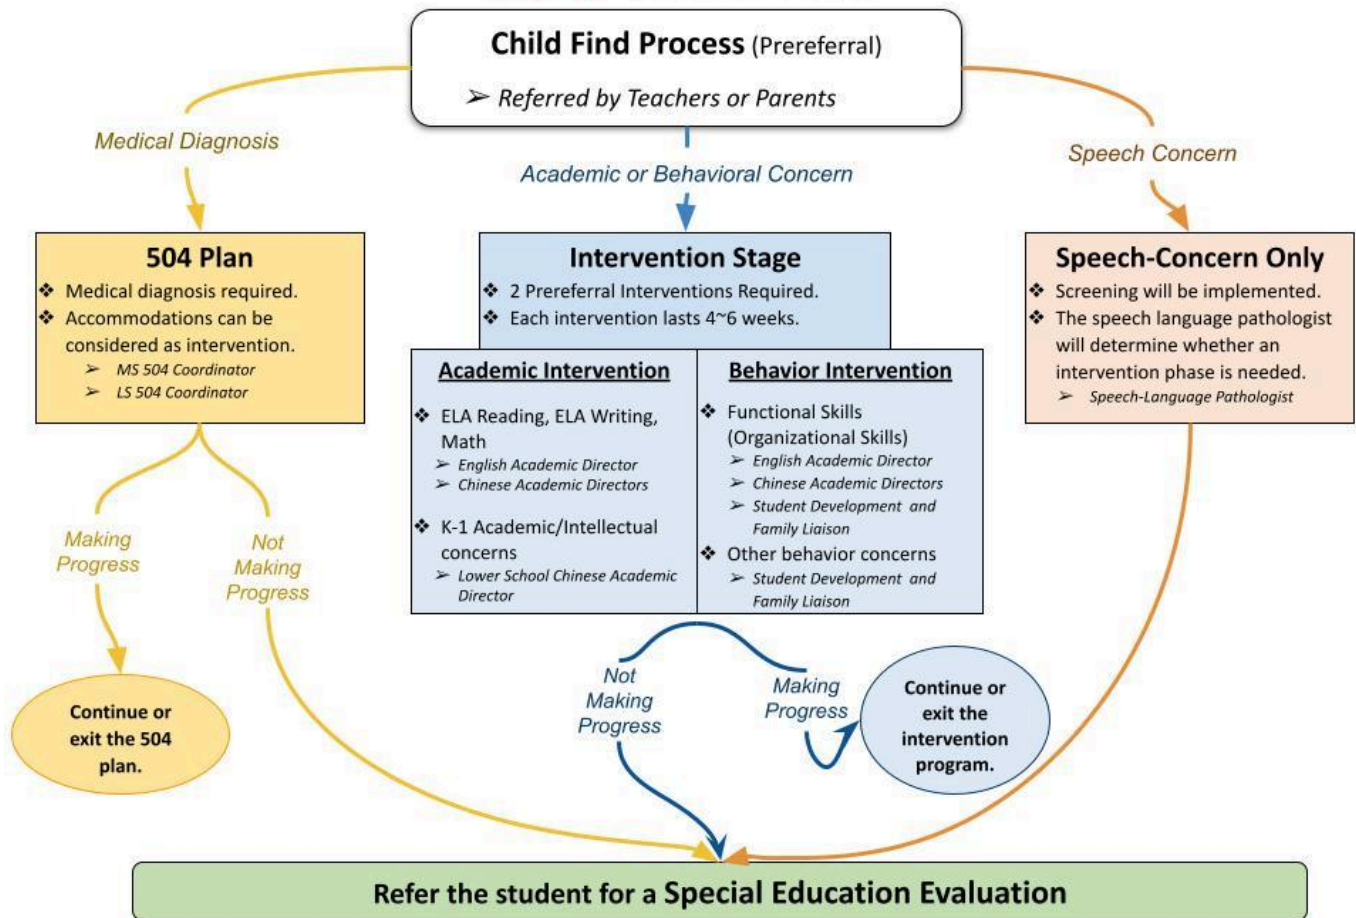 Child Find Process (Prereferral)
➢ Referred by Teachers or Parents
Medical Diagnosis
Academic or Behavioral Concern
Speech Concern
504 Plan
❖ Medical diagnosis required.
❖ Accommodations can be
considered as intervention.
➢ MS 504 Coordinator
➢ LS 504 Coordinator
Intervention Stage
❖ 2 Prereferral Interventions Required.
❖ Each intervention lasts 4~6 weeks.
Academic Intervention
❖ ELA Reading, ELA Writing,
Math
➢ English Academic Director
➢ Chinese Academic Directors
❖ K-1 Academic/Intellectual
concerns
➢ Lower School Chinese Academic
Director
Behavior Intervention
❖ Functional Skills
(Organizational Skills)
➢ English Academic Director
➢ Chinese Academic Directors
➢ Student Development and
Family Liaison
❖ Other behavior concerns
➢ Student Development and
Family Liaison
Speech-Concern Only
❖ Screening will be implemented.
❖ The speech language pathologist
will determine whether an
intervention phase is needed.
➢ Speech-Language Pathologist
Making
Progress
Not
Making
Progress
Not
Making
Progress
Making
Progress
Continue or
exit the 504
plan.
Continue or
exit the
intervention
program.
Refer the student for a Special Education Evaluation